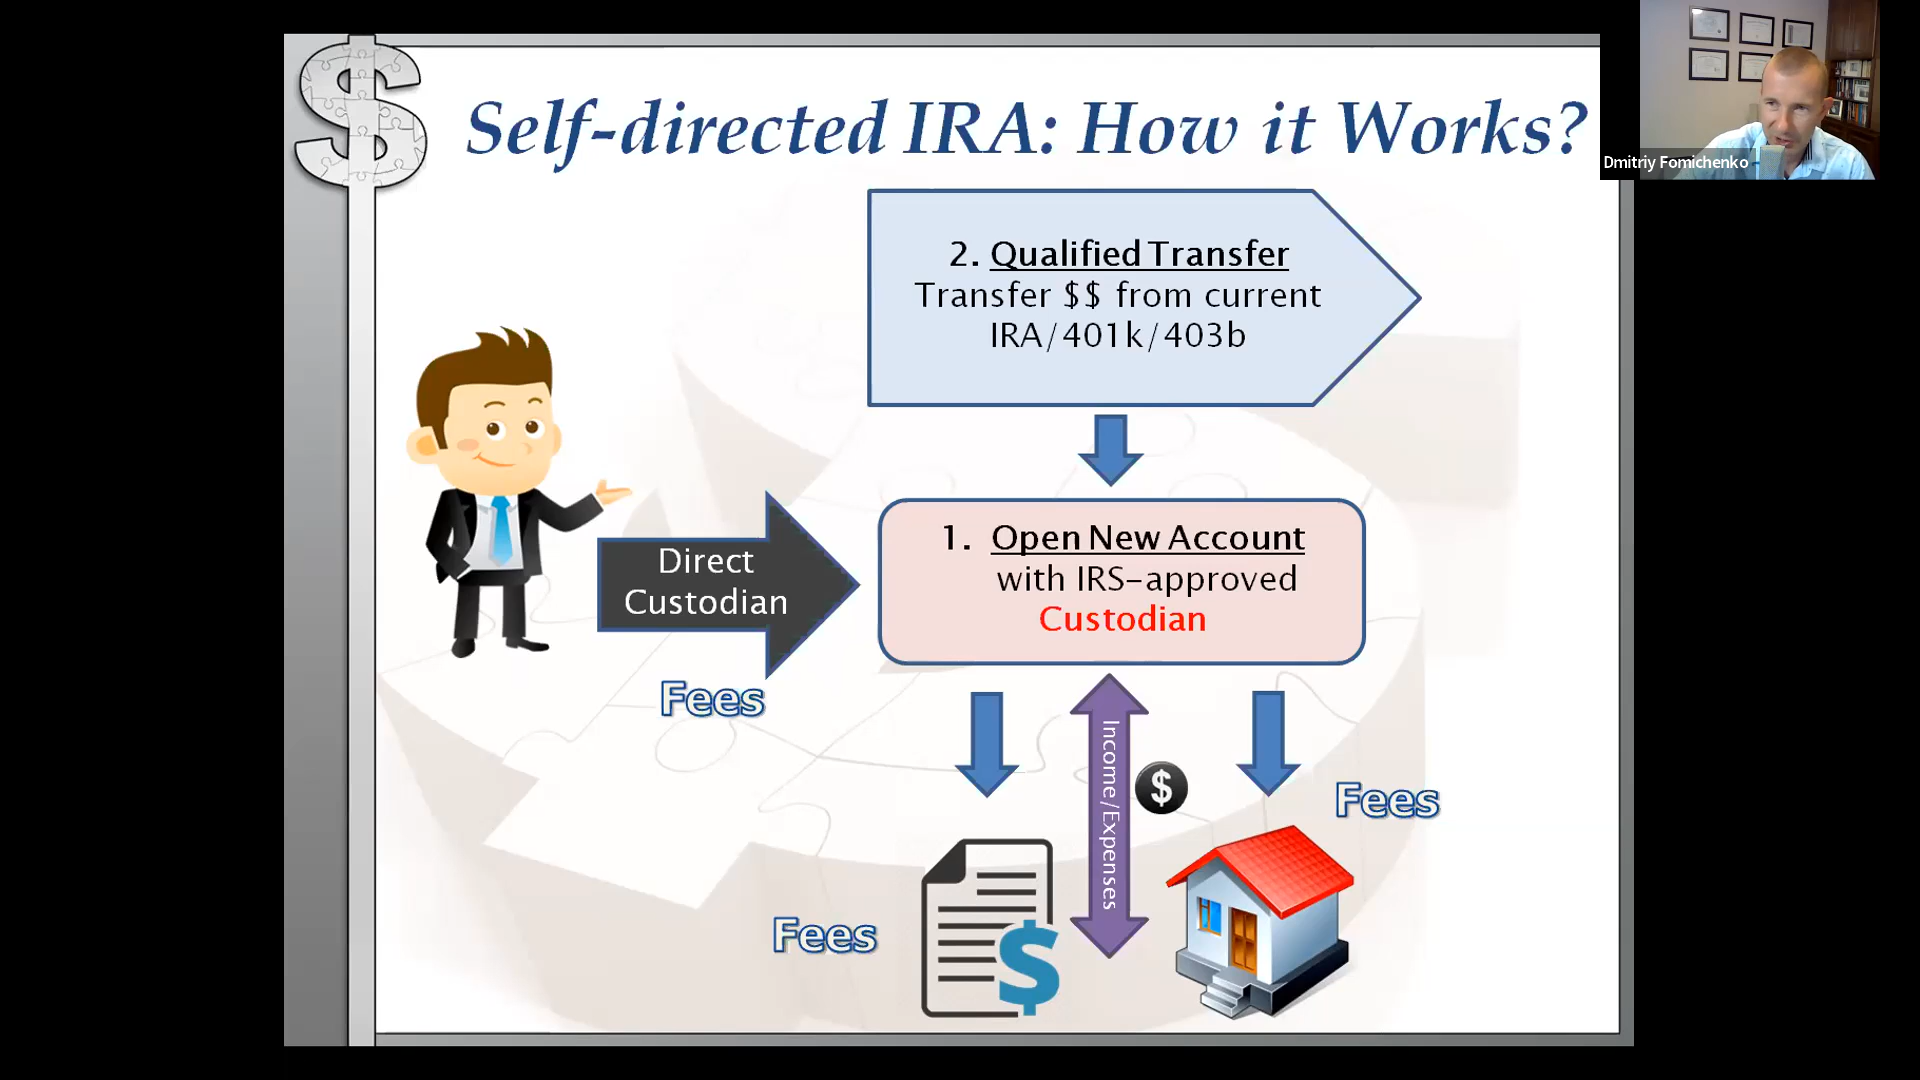 Self-directed IRA: How it Works?
Dmitriy Fomichenko
2. Qualified Transfer
Transfer $$ from current
IRA/401k/403b
Direct
Custodian
1. Open New Account
with IRS-approved
Custodian
Fees
Income/Expenses
$
Fees
Fees
$